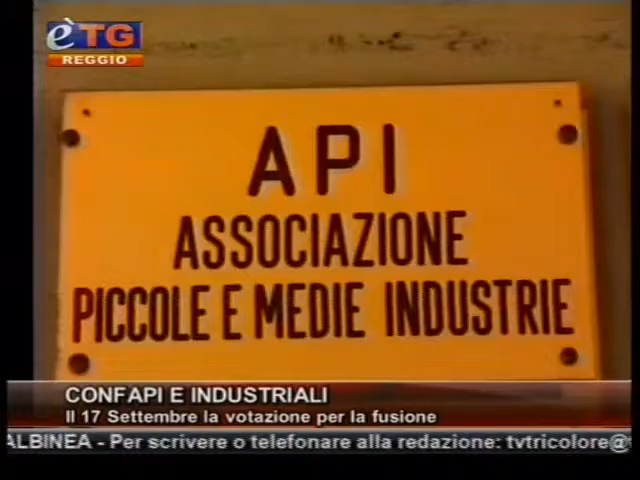 èTG
REGGIO
API
ASSOCIAZIONE
PICCOLE E MEDIE INDUSTRIE
CONFAPI E INDUSTRIALI
Il 17 Settembre la votazione per la fusione
ALBINEA - Per scrivere o telefonare alla redazione: tvtricolore@